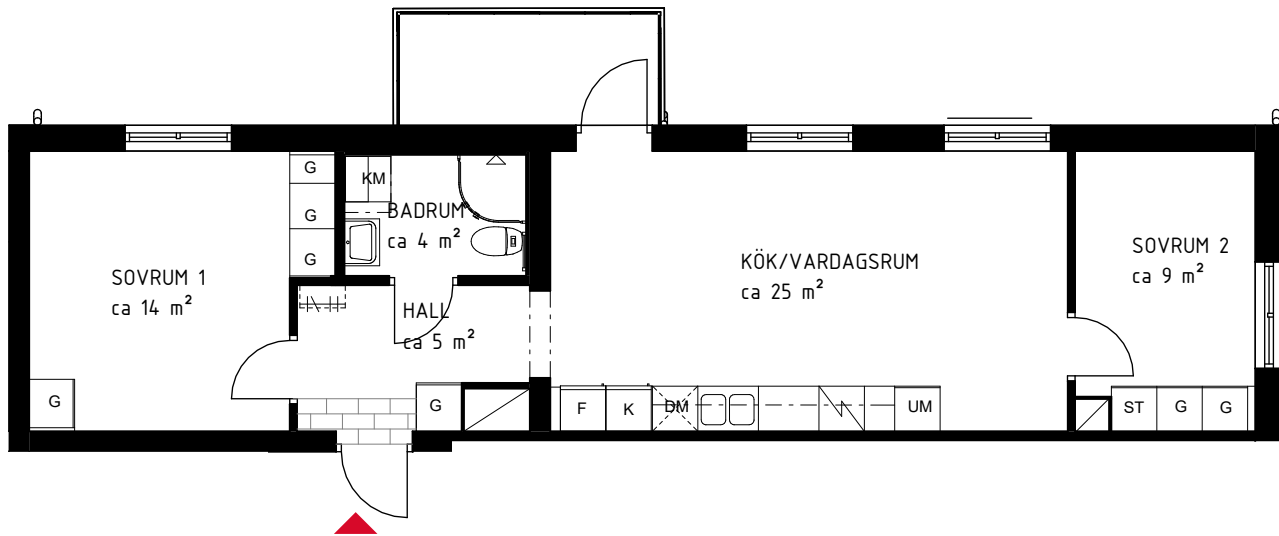 G
KM
G
BADRUM
ca 4 m²
SOVRUM 2
ca 9 m²
G
KÖK/VARDAGSRUM
ca 25 m²
SOVRUM 1
ca 14 m²
HALL
ca 5 m²
G
G
F
K
DM
UM
ST
G
G